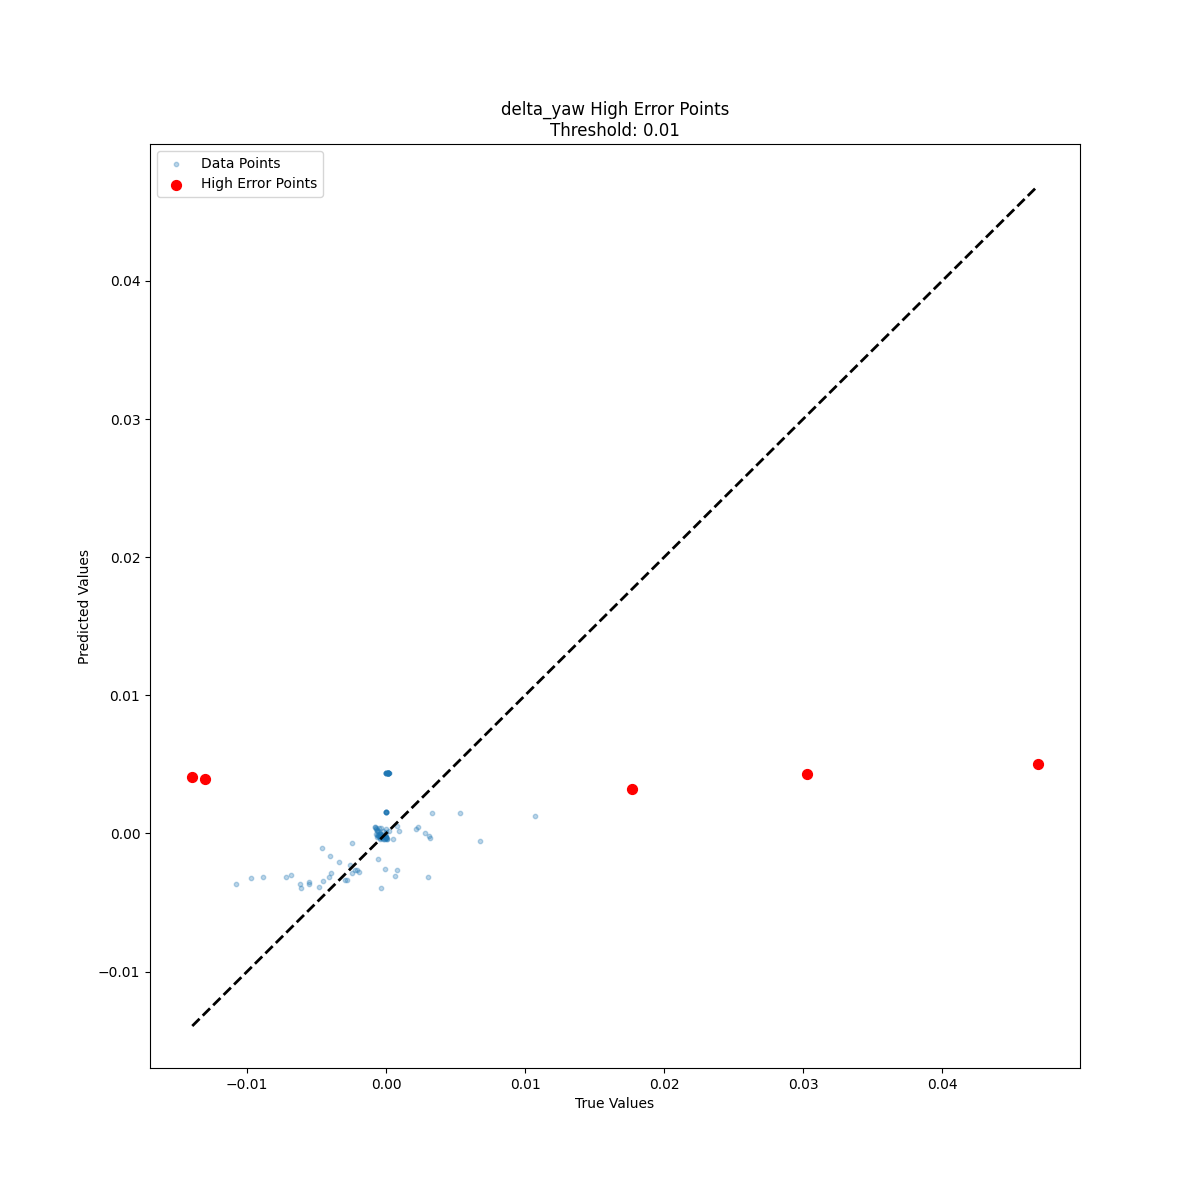 delta_yaw High Error Points
Threshold: 0.01
Data Points
High Error Points
0.04
0.03
0.02
0.01
0.00
−0.01
Predicted Values
−0.01
0.00
0.01
0.02
0.03
0.04
True Values